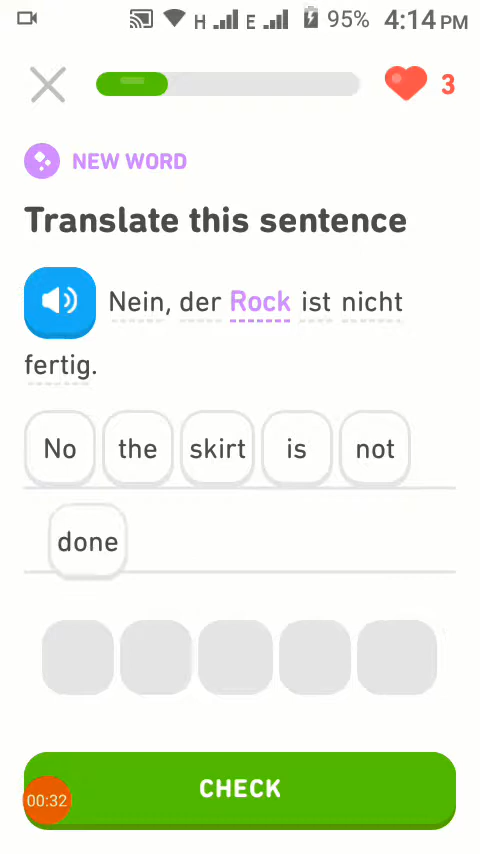 H E 95% 4:14 PM
3
NEW WORD
Translate this sentence
Nein, der Rock ist nicht
fertig.
No the skirt is not
done
CHECK
00:32